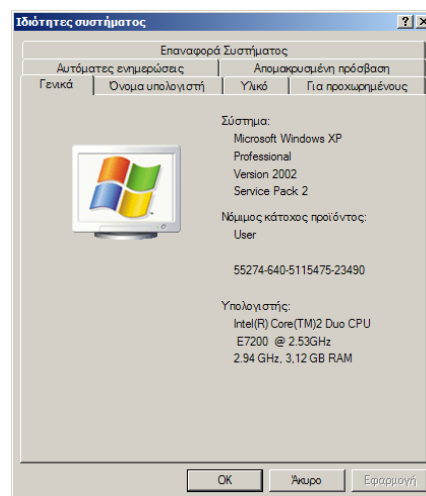 Ιδιότητες συστήματος
Επαναφορά Συστήματος
Αυτόματες ενημερώσεις
Απομακρυσμένη πρόσβαση
Γενικά
Όνομα υπολογιστή
Υλικό
Για προχωρημένους
Σύστημα:
Microsoft Windows XP
Professional
Version 2002
Service Pack 2
Νόμιμος κάτοχος προϊόντος:
User
55274-640-5115475-23490
Υπολογιστής:
Intel(R) Core(TM)2 Duo CPU
E7200 @ 2.53GHz
2.94 GHz, 3,12 GB RAM
OK
Άκυρο
Εφαρμογή